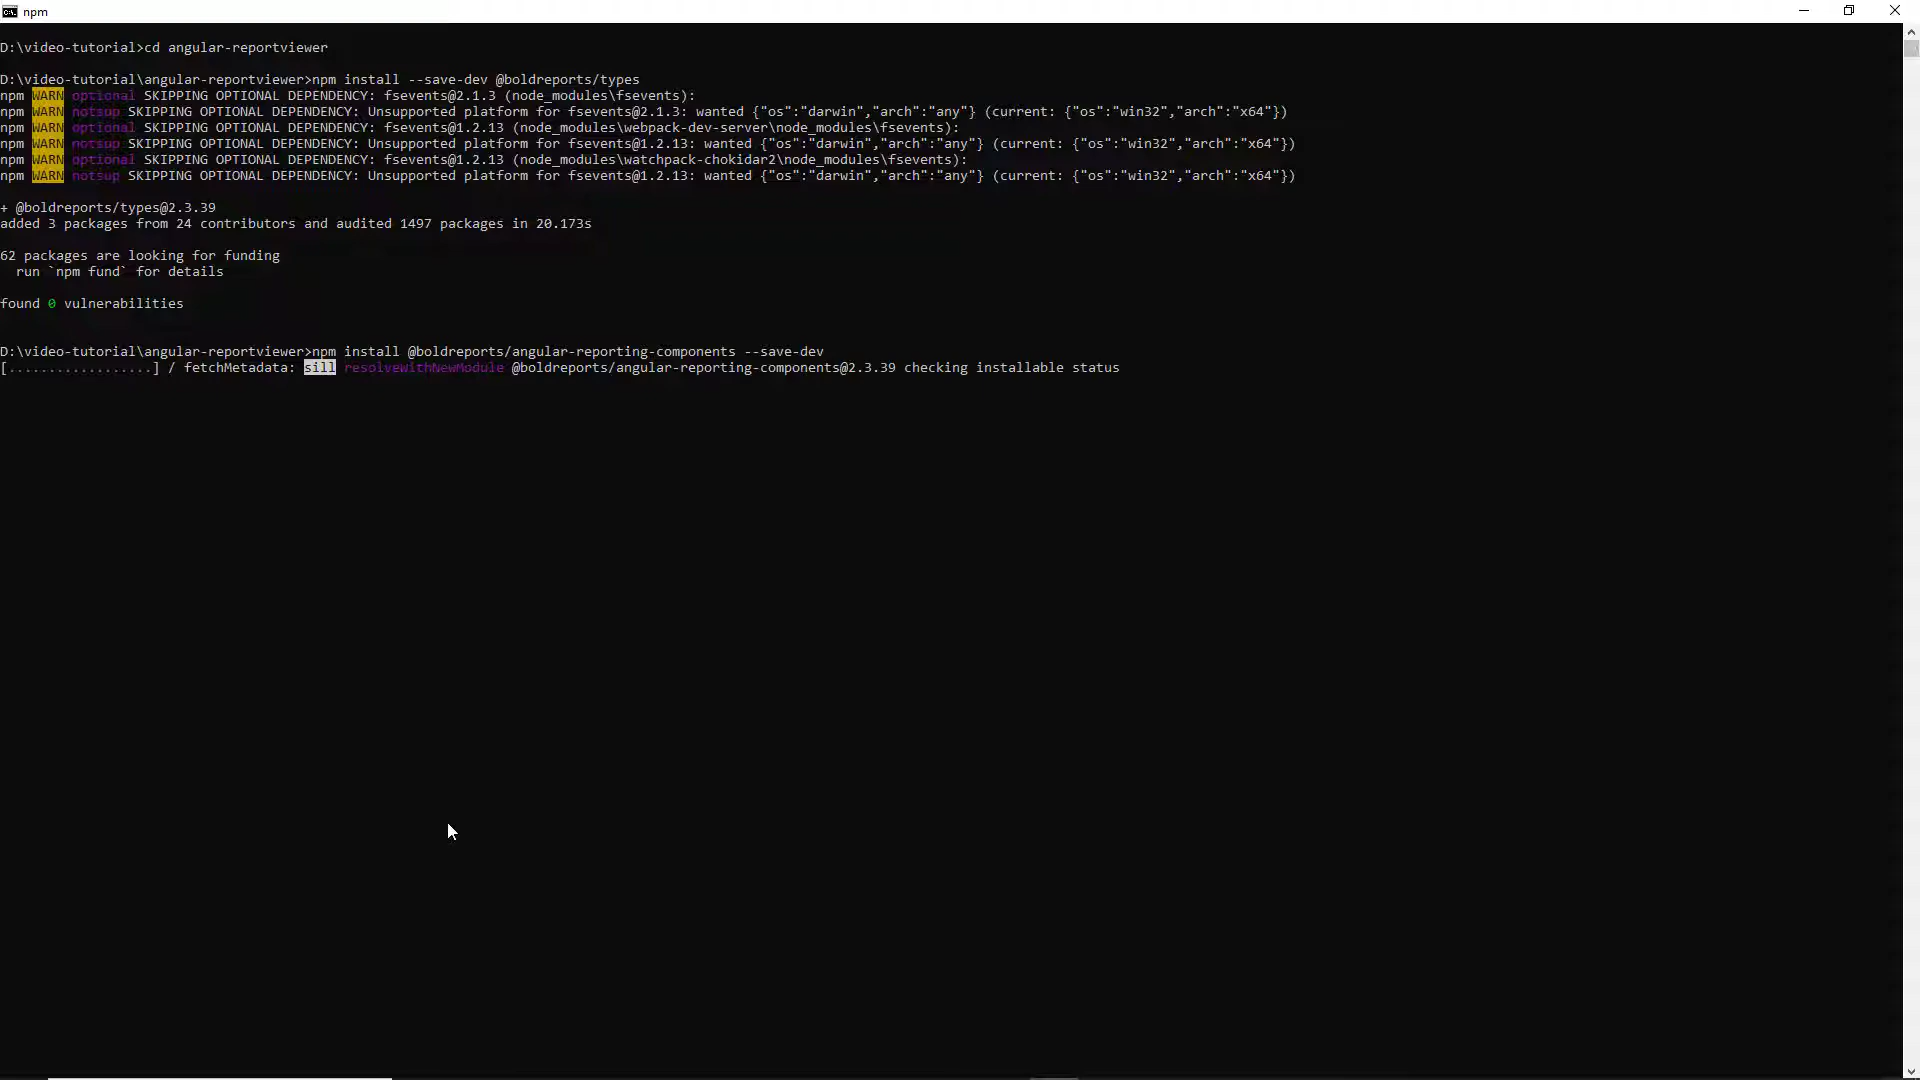 npm
D:\video-tutorial>cd angular-reportviewer
D:\video-tutorial\angular-reportviewer>npm install --save-dev @boldreports/types
npm WARN optional SKIPPING OPTIONAL DEPENDENCY: fsevents@2.1.3 (node_modules\fsevents):
npm WARN notsup SKIPPING OPTIONAL DEPENDENCY: Unsupported platform for fsevents@2.1.3: wanted {"os":"darwin","arch":"any"} (current: {"os":"win32","arch":"x64"})
npm WARN optional SKIPPING OPTIONAL DEPENDENCY: fsevents@1.2.13 (node_modules\webpack-dev-server\node_modules\fsevents):
npm WARN notsup SKIPPING OPTIONAL DEPENDENCY: Unsupported platform for fsevents@1.2.13: wanted {"os":"darwin","arch":"any"} (current: {"os":"win32","arch":"x64"})
npm WARN optional SKIPPING OPTIONAL DEPENDENCY: fsevents@1.2.13 (node_modules\watchpack-chokidar2\node_modules\fsevents):
npm WARN notsup SKIPPING OPTIONAL DEPENDENCY: Unsupported platform for fsevents@1.2.13: wanted {"os":"darwin","arch":"any"} (current: {"os":"win32","arch":"x64"})
+ @boldreports/types@2.3.39
added 3 packages from 24 contributors and audited 1497 packages in 20.173s
62 packages are looking for funding
run `npm fund` for details
found 0 vulnerabilities
D:\video-tutorial\angular-reportviewer>npm install @boldreports/angular-reporting-components --save-dev
[..................] / fetchMetadata: sill resolveWithNewModule @boldreports/angular-reporting-components@2.3.39 checking installable status